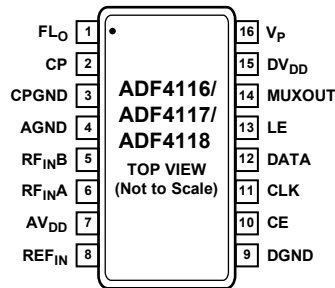 FLO 1
CP 2
CPGND 3
AGND 4
RFINB 5
RFINA 6
AVDD 7
REFIN 8
ADF4116/
ADF4117/
ADF4118
TOP VIEW
(Not to Scale)
16 VP
15 DVDD
14 MUXOUT
13 LE
12 DATA
11 CLK
10 CE
9 DGND